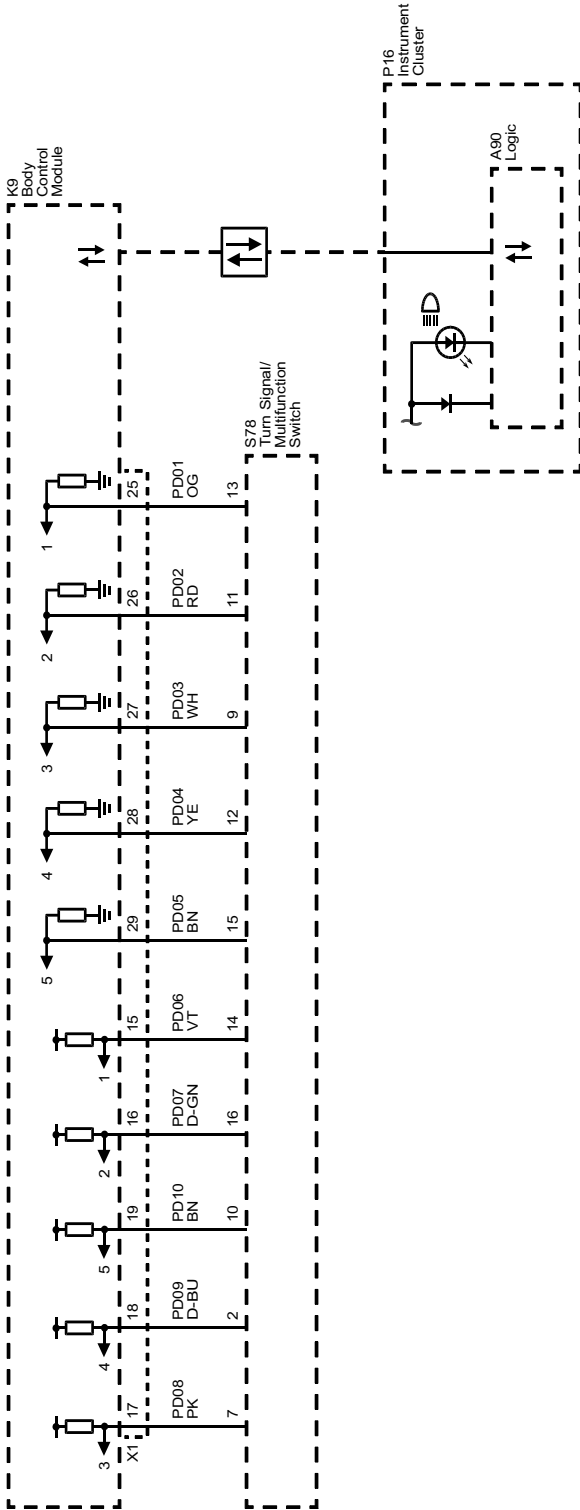 K9
Body
Control
Module
5 4 3 2 1
3 4 5 2 1
X1 17 18 19 16 15 29 28 27 26 25
PD08 PD09 PD10 PD07 PD06 PD05 PD04 PD03 PD02 PD01
PK D-BU BN D-GN VT BN YE WH RD OG
7 2 10 16 14 15 12 9 11 13
S78
Turn Signal/
Multifunction
Switch
P16
Instrument
Cluster
A90
Logic